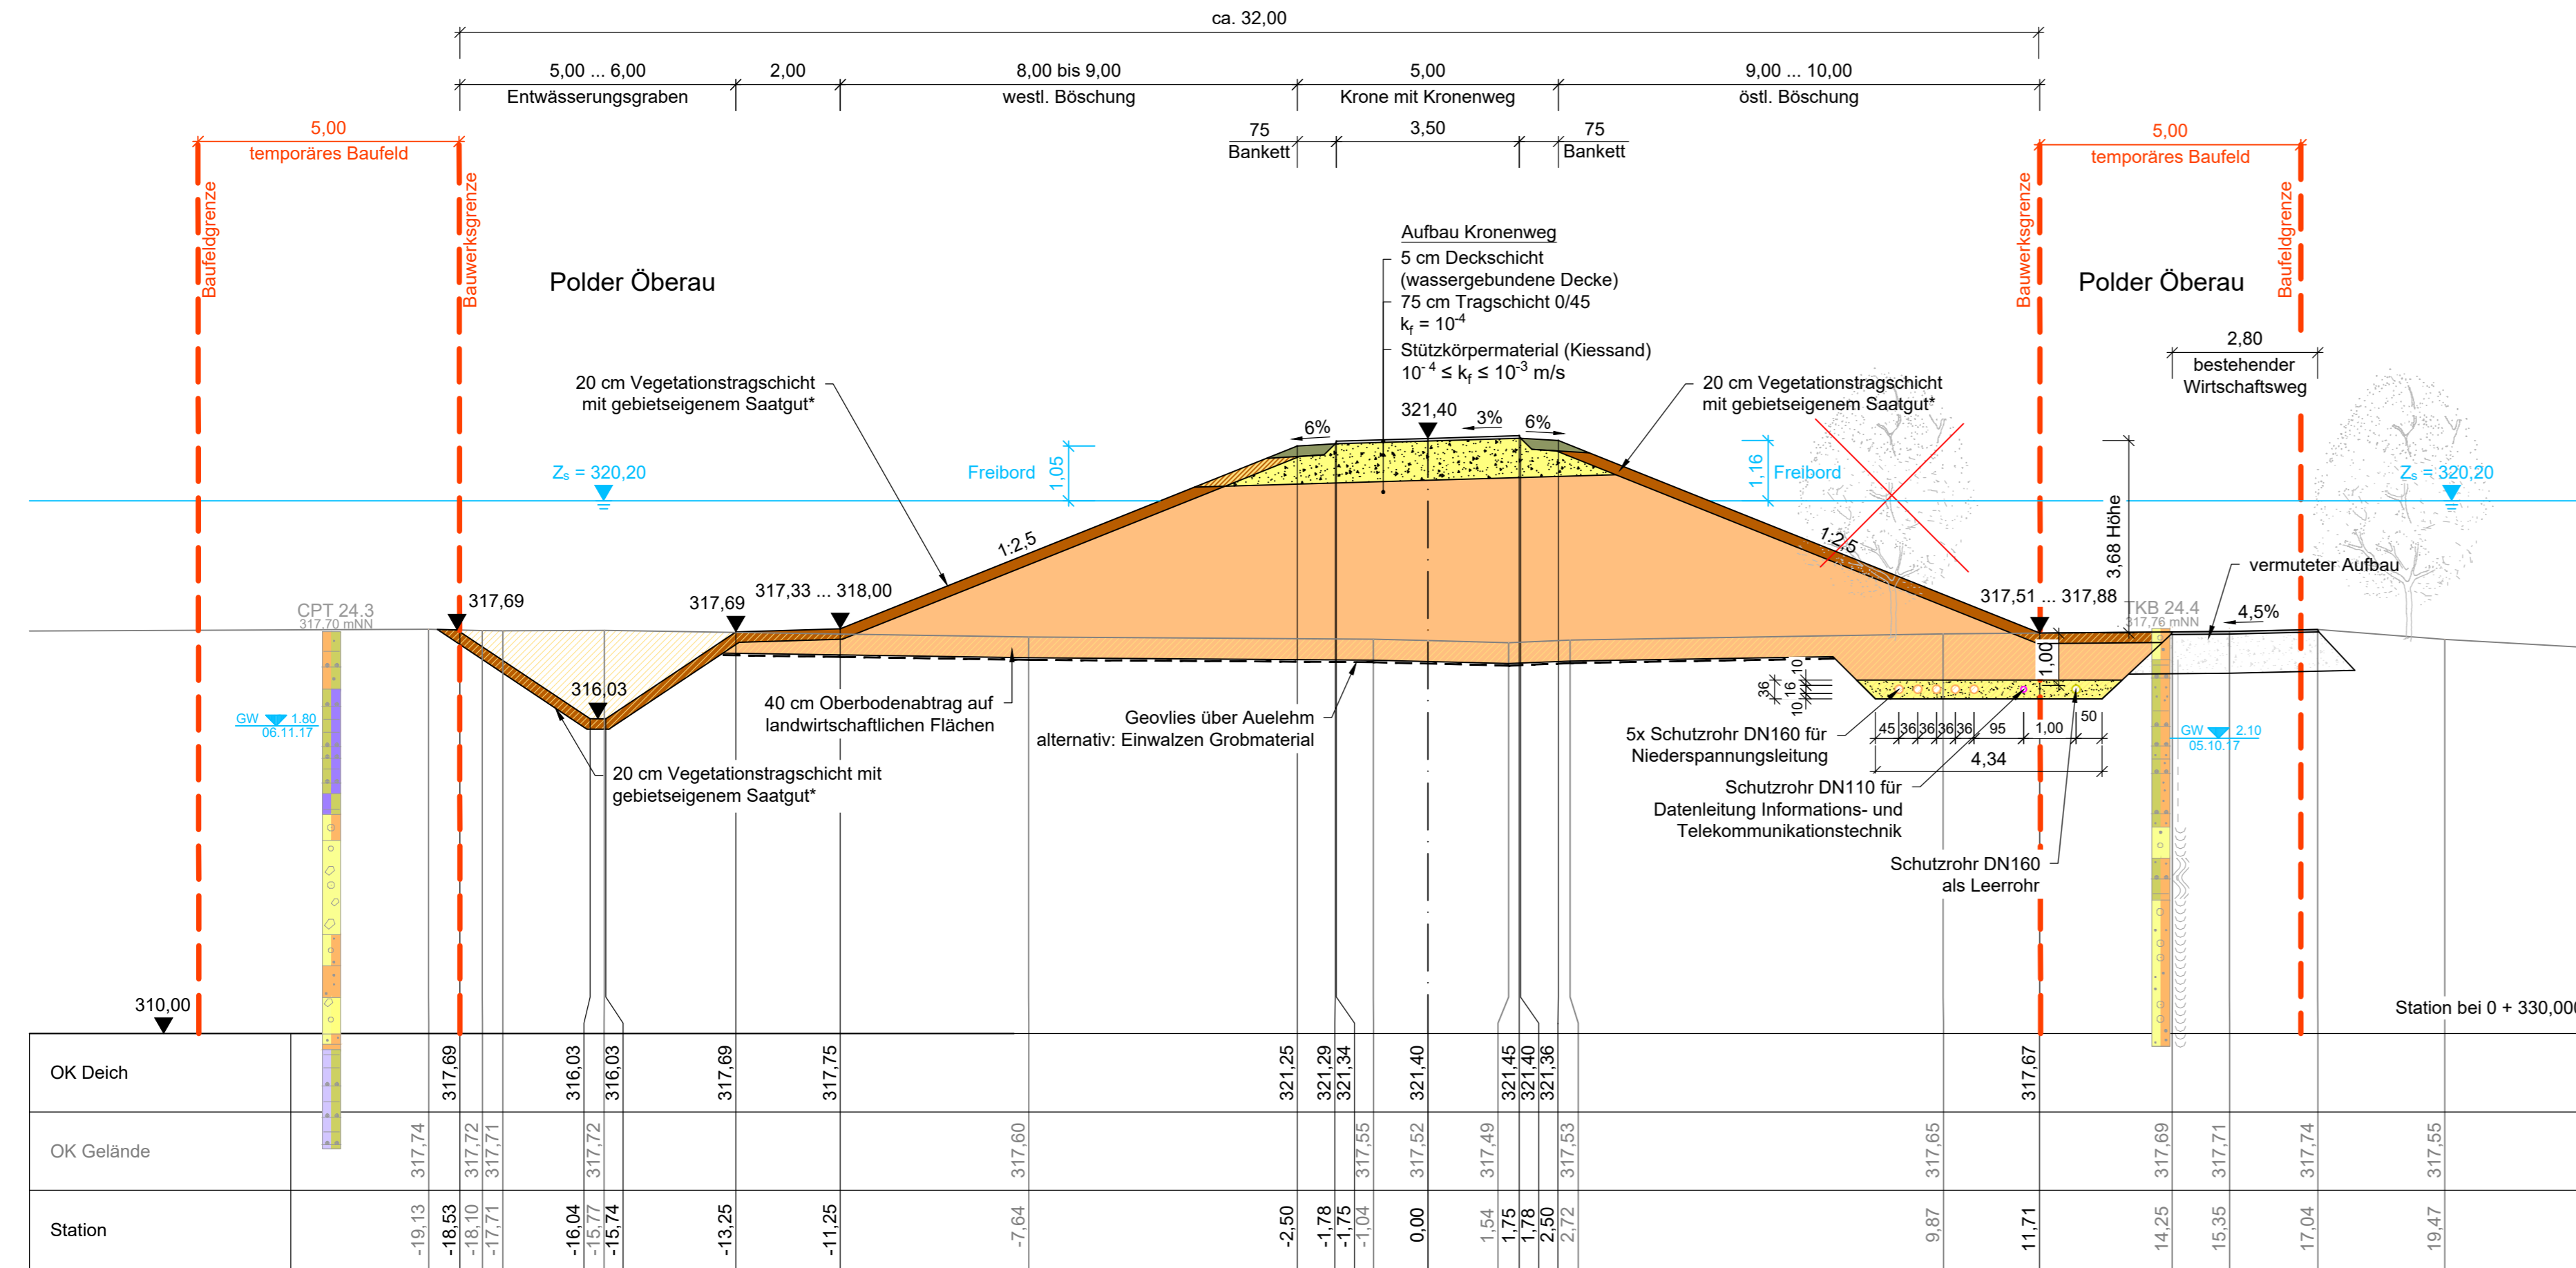 ca. 32,00
5,00 ... 6,00
Entwässerungsgraben
2,00
8,00 bis 9,00
westl. Böschung
5,00
Krone mit Kronenweg
9,00 ... 10,00
östl. Böschung
75
Bankett
3,50
75
Bankett
5,00
temporäres Baufeld
5,00
temporäres Baufeld
Baufeldgrenze
Bauwerksgrenze
Bauwerksgrenze
Baufeldgrenze
Polder Öberau
Polder Öberau
Aufbau Kronenweg
5 cm Deckschicht
(wassergebundene Decke)
75 cm Tragschicht 0/45
kf = 10-4
Stützkörpermaterial (Kiessand)
10-4 ≤ kf ≤ 10-3 m/s
2,80
bestehender
Wirtschaftsweg
20 cm Vegetationstragschicht
mit gebietseigenem Saatgut*
20 cm Vegetationstragschicht
mit gebietseigenem Saatgut*
6%
321,40
3%
6%
Zs = 320,20
Freibord
1,05
1,16
Freibord
Zs = 320,20
3,68 Höhe
1:2,5
1:2,5
vermuteter Aufbau
317,69
317,69
317,33 ... 318,00
317,51 ... 317,88
CPT 24.3
317.70 mNN
TKB 24.4
317.76 mNN
4,5%
316,03
1,00
10
36
16
10
GW 1.80
06.11.17
GW 2.10
05.10.17
40 cm Oberbodenabtrag auf
landwirtschaftlichen Flächen
Geovlies über Auelehm
alternativ: Einwalzen Grobmaterial
5x Schutzrohr DN160 für
Niederspannungsleitung
45 36 36 36 36 95 1,00 50
4,34
20 cm Vegetationstragschicht mit
gebietseigenem Saatgut*
Schutzrohr DN110 für
Datenleitung Informations- und
Telekommunikationstechnik
Schutzrohr DN160
als Leerrohr
310,00
Station bei 0 + 330,000
OK Deich
317,69 316,03 316,03 317,69 317,75 321,25 321,29 321,34 321,40 321,45 321,40 321,36 317,67
OK Gelände
317,74 317,72 317,71 317,72 317,60 317,55 317,52 317,49 317,53 317,65 317,69 317,71 317,74 317,55
Station
-19,13 -18,53 -18,10 -17,71 -16,04 -15,77 -15,74 -13,25 -11,25 -7,64 -2,50 -1,78 -1,75 -1,04 0,00 1,54 1,75 1,78 2,50 2,72 9,87 11,71 14,25 15,35 17,04 19,47